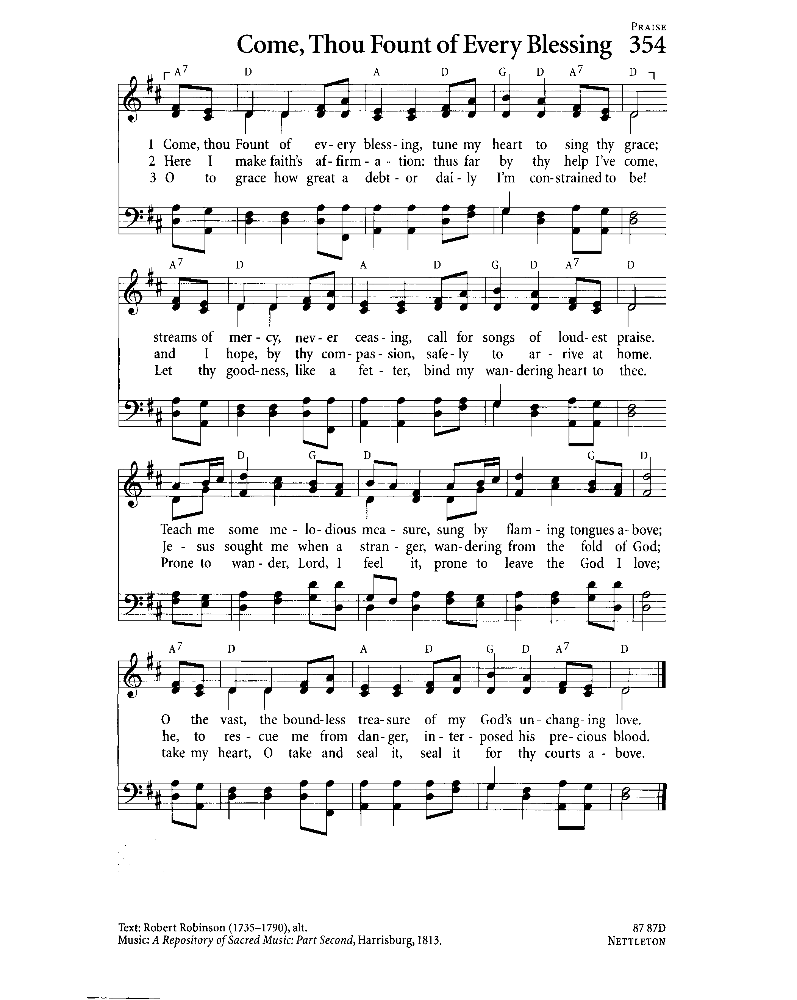 PRAISE
Come, Thou Fount of Every Blessing 354
A7 D A D G D A7 D
1 Come, thou Fount of ev- ery bless- ing, tune my heart to sing thy grace;
2 Here I make faith's af- firm - a - tion: thus far by thy help I've come,
3 O to grace how great a debt - or dai - ly I'm con- strained to be!
A7 D A D G D A7 D
streams of mer - cy, nev- er ceas - ing, call for songs of loud- est praise.
and I hope, by thy com- pas - sion, safe - ly to ar - rive at home.
Let thy good- ness, like a fet - ter, bind my wan- dering heart to thee.
D G D G D
Teach me some me - lo- dious mea - sure, sung by flam - ing tongues a- bove;
Je - sus sought me when a stran - ger, wan- dering from the fold of God;
Prone to wan - der, Lord, I feel it, prone to leave the God I love;
A7 D A D G D A7 D
O the vast, the bound- less trea- sure of my God's un- chang- ing love.
he, to res - cue me from dan- ger, in - ter - posed his pre- cious blood.
take my heart, O take and seal it, seal it for thy courts a - bove.
Text: Robert Robinson (1735–1790), alt. 87 87D
Music: A Repository of Sacred Music: Part Second, Harrisburg, 1813. NETTLETON